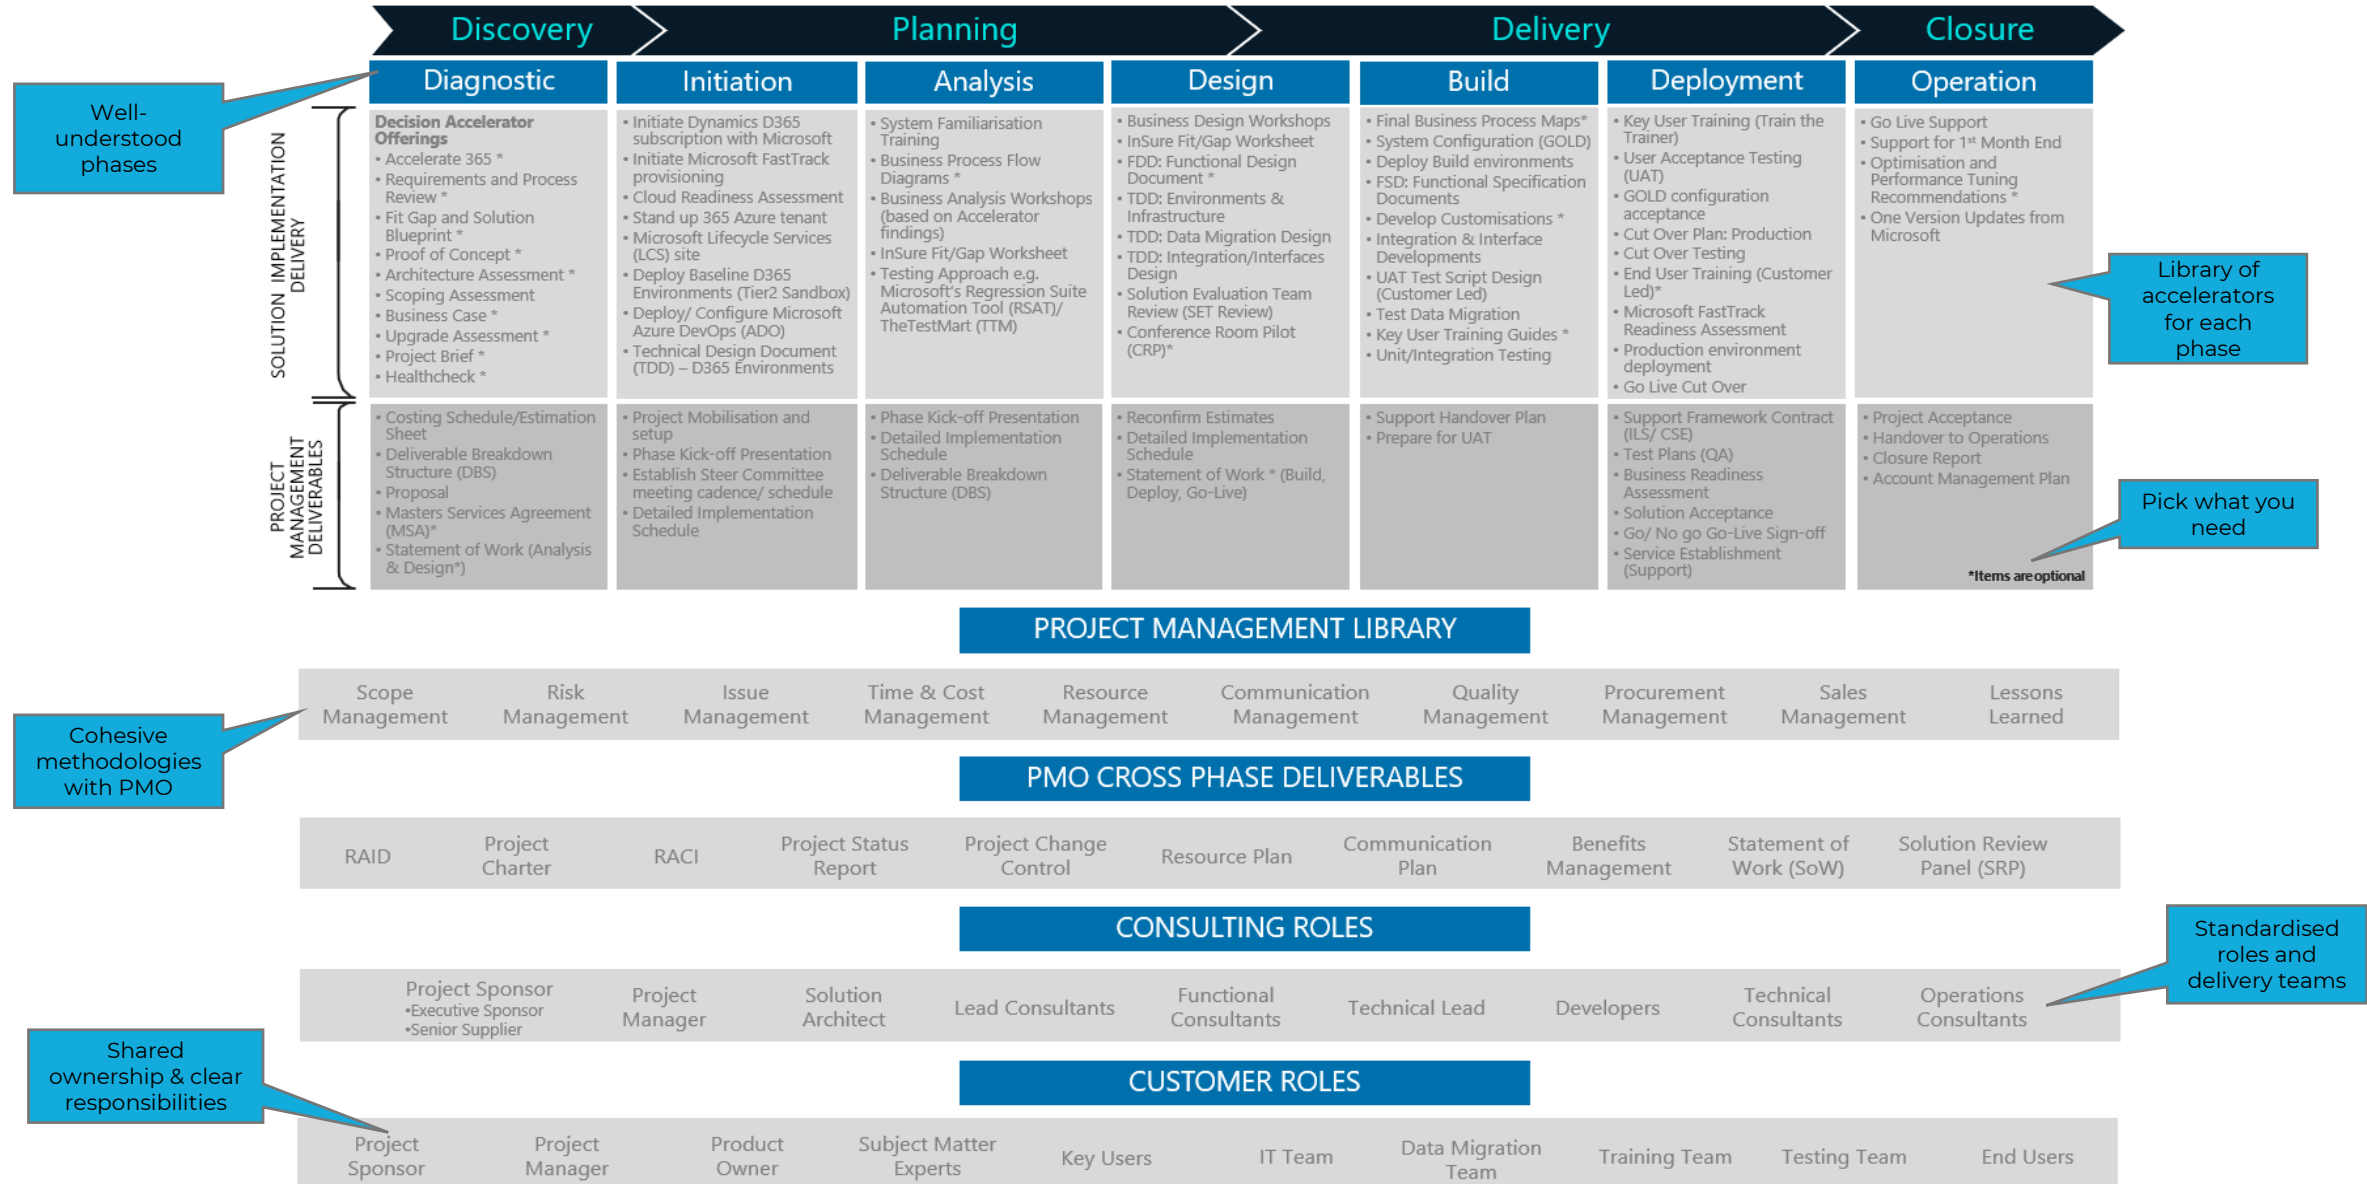 Discovery
Planning
Delivery
Closure
Diagnostic
Initiation
Analysis
Design
Build
Deployment
Operation
Well-
understood
phases
SOLUTION IMPLEMENTATION
DELIVERY
Decision Accelerator
Offerings
• Accelerate 365 *
• Requirements and Process
Review *
• Fit Gap and Solution
Blueprint *
• Proof of Concept *
• Architecture Assessment *
• Scoping Assessment
• Business Case *
• Upgrade Assessment *
• Project Brief *
• Healthcheck *
• Initiate Dynamics D365
subscription with Microsoft
• Initiate Microsoft FastTrack
provisioning
• Cloud Readiness Assessment
• Stand up 365 Azure tenant
• Microsoft Lifecycle Services
(LCS) site
• Deploy Baseline D365
Environments (Tier2 Sandbox)
• Deploy/ Configure Microsoft
Azure DevOps (ADO)
• Technical Design Document
(TDD) – D365 Environments
• System Familiarisation
Training
• Business Process Flow
Diagrams *
• Business Analysis Workshops
(based on Accelerator
findings)
• InSure Fit/Gap Worksheet
• Testing Approach e.g.
Microsoft's Regression Suite
Automation Tool (RSAT)/
TheTestMart (TTM)
• Business Design Workshops
• InSure Fit/Gap Worksheet
• FDD: Functional Design
Document *
• TDD: Environments &
Infrastructure
• TDD: Data Migration Design
• TDD: Integration/Interfaces
Design
• Solution Evaluation Team
Review (SET Review)
• Conference Room Pilot
(CRP)*
• Final Business Process Maps*
• System Configuration (GOLD)
• Deploy Build environments
• FSD: Functional Specification
Documents
• Develop Customisations *
• Integration & Interface
Developments
• UAT Test Script Design
(Customer Led)
• Test Data Migration
• Key User Training Guides *
• Unit/Integration Testing
• Key User Training (Train the
Trainer)
• User Acceptance Testing
(UAT)
• GOLD configuration
acceptance
• Cut Over Plan: Production
• Cut Over Testing
• End User Training (Customer
Led)*
• Microsoft FastTrack
Readiness Assessment
• Production environment
deployment
• Go Live Cut Over
• Go Live Support
• Support for 1st Month End
• Optimisation and
Performance Tuning
Recommendations *
• One Version Updates from
Microsoft
Library of
accelerators
for each
phase
PROJECT
MANAGEMENT
DELIVERABLES
• Costing Schedule/Estimation
Sheet
• Deliverable Breakdown
Structure (DBS)
• Proposal
• Masters Services Agreement
(MSA)*
• Statement of Work (Analysis
& Design*)
• Project Mobilisation and
setup
• Phase Kick-off Presentation
• Establish Steer Committee
meeting cadence/ schedule
• Detailed Implementation
Schedule
• Phase Kick-off Presentation
• Detailed Implementation
Schedule
• Deliverable Breakdown
Structure (DBS)
• Reconfirm Estimates
• Detailed Implementation
Schedule
• Statement of Work * (Build,
Deploy, Go-Live)
• Support Handover Plan
• Prepare for UAT
• Support Framework Contract
(ILS/ CSE)
• Test Plans (QA)
• Business Readiness
Assessment
• Solution Acceptance
• Go/ No go Go-Live Sign-off
• Service Establishment
(Support)
• Project Acceptance
• Handover to Operations
• Closure Report
• Account Management Plan
*Items are optional
Pick what you
need
PROJECT MANAGEMENT LIBRARY
Scope
Management
Risk
Management
Issue
Management
Time & Cost
Management
Resource
Management
Communication
Management
Quality
Management
Procurement
Management
Sales
Management
Lessons
Learned
Cohesive
methodologies
with PMO
PMO CROSS PHASE DELIVERABLES
RAID
Project
Charter
RACI
Project Status
Report
Project Change
Control
Resource Plan
Communication
Plan
Benefits
Management
Statement of
Work (SoW)
Solution Review
Panel (SRP)
CONSULTING ROLES
Project Sponsor
•Executive Sponsor
•Senior Supplier
Project
Manager
Solution
Architect
Lead Consultants
Functional
Consultants
Technical Lead
Developers
Technical
Consultants
Operations
Consultants
Standardised
roles and
delivery teams
CUSTOMER ROLES
Shared
ownership & clear
responsibilities
Project
Sponsor
Project
Manager
Product
Owner
Subject Matter
Experts
Key Users
IT Team
Data Migration
Team
Training Team
Testing Team
End Users